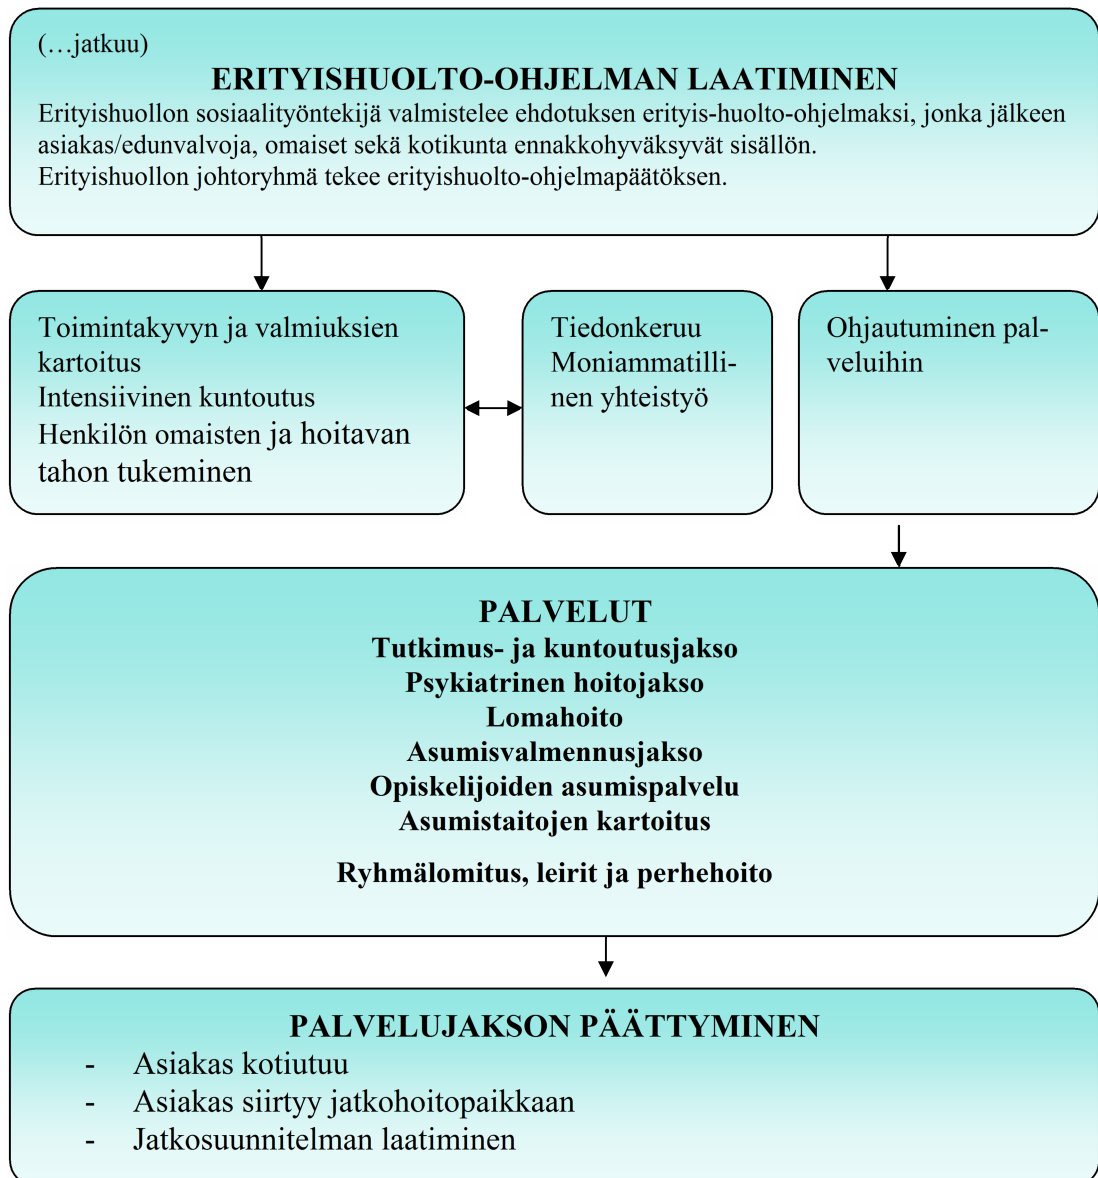 (…jatkuu)
ERITYISHUOLTO-OHJELMAN LAATIMINEN
Erityishuollon sosiaalityöntekijä valmistelee ehdotuksen erityis-huolto-ohjelmaksi, jonka jälkeen
asiakas/edunvalvoja, omaiset sekä kotikunta ennakkohyväksyvät sisällön.
Erityishuollon johtoryhmä tekee erityishuolto-ohjelmapäätöksen.
Toimintakyvyn ja valmiuksien
kartoitus
Intensiivinen kuntoutus
Henkilön omaisten ja hoitavan
tahon tukeminen
Tiedonkeruu
Moniammatilli-
nen yhteistyö
Ohjautuminen pal-
veluihin
PALVELUT
Tutkimus- ja kuntoutusjakso
Psykiatrinen hoitojakso
Lomahoito
Asumisvalmennusjakso
Opiskelijoiden asumispalvelu
Asumistaitojen kartoitus
Ryhmälomitus, leirit ja perhehoito
PALVELUJAKSON PÄÄTTYMINEN
- Asiakas kotiutuu
- Asiakas siirtyy jatkohoitopaikkaan
- Jatkosuunnitelman laatiminen